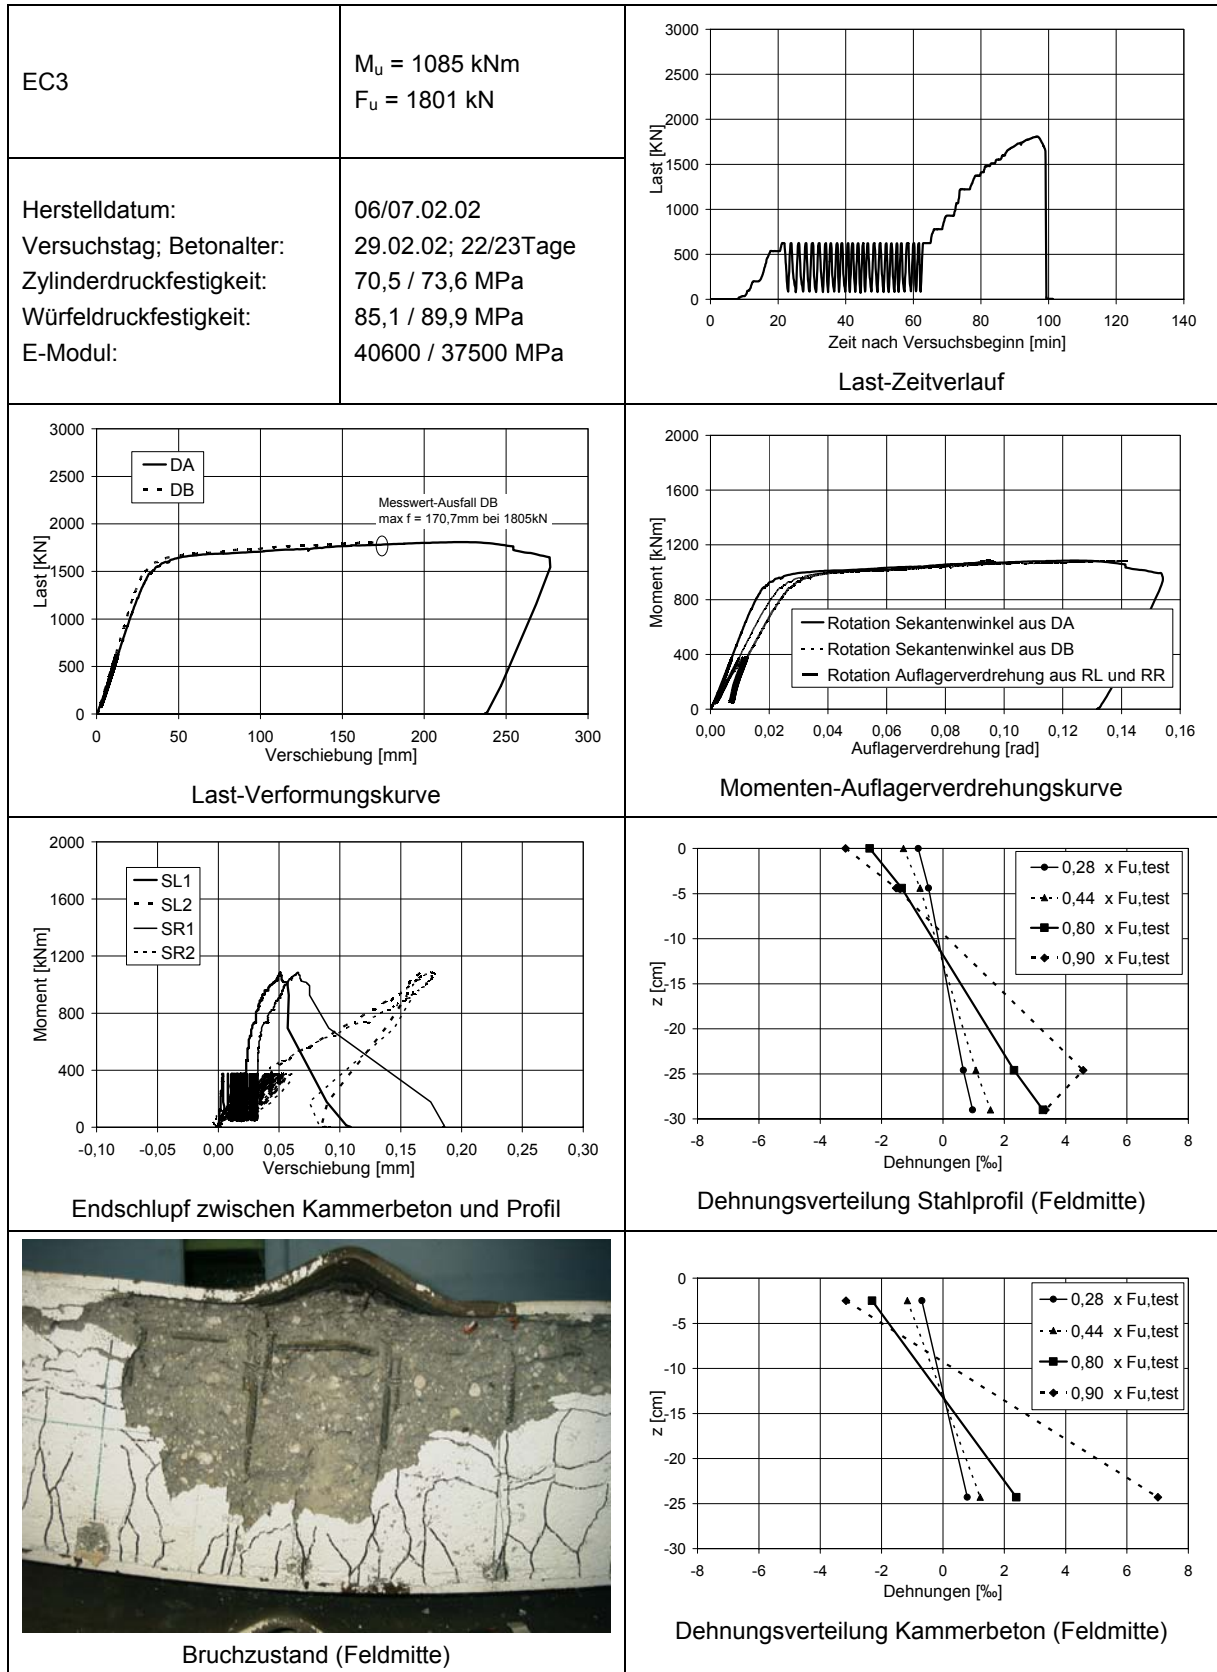 EC3
Mu = 1085 kNm
Fu = 1801 kN
Herstelldatum: 06/07.02.02
Versuchstag; Betonalter: 29.02.02; 22/23Tage
Zylinderdruckfestigkeit: 70,5 / 73,6 MPa
Würfeldruckfestigkeit: 85,1 / 89,9 MPa
E-Modul: 40600 / 37500 MPa
Last [KN]
3000
2500
2000
1500
1000
500
0
0 20 40 60 80 100 120 140
Zeit nach Versuchsbeginn [min]
Last-Zeitverlauf
Last [KN]
3000
2500
2000
1500
1000
500
0
DA
DB
Messwert-Ausfall DB
max f = 170,7mm bei 1805kN
0 50 100 150 200 250 300
Verschiebung [mm]
Last-Verformungskurve
Moment [kNm]
2000
1600
1200
800
400
0
Rotation Sekantenwinkel aus DA
Rotation Sekantenwinkel aus DB
Rotation Auflagerverdrehung aus RL und RR
0,00 0,02 0,04 0,06 0,08 0,10 0,12 0,14 0,16
Auflagerverdrehung [rad]
Momenten-Auflagerverdrehungskurve
Moment [kNm]
2000
1600
1200
800
400
0
SL1
SL2
SR1
SR2
-0,10 -0,05 0,00 0,05 0,10 0,15 0,20 0,25 0,30
Verschiebung [mm]
Endschlupf zwischen Kammerbeton und Profil
z [cm]
0
-5
-10
-15
-20
-25
-30
0,28 x Fu,test
0,44 x Fu,test
0,80 x Fu,test
0,90 x Fu,test
-8 -6 -4 -2 0 2 4 6 8
Dehnungen [‰]
Dehnungsverteilung Stahlprofil (Feldmitte)
Bruchzustand (Feldmitte)
z [cm]
0
-5
-10
-15
-20
-25
-30
0,28 x Fu,test
0,44 x Fu,test
0,80 x Fu,test
0,90 x Fu,test
-8 -6 -4 -2 0 2 4 6 8
Dehnungen [‰]
Dehnungsverteilung Kammerbeton (Feldmitte)